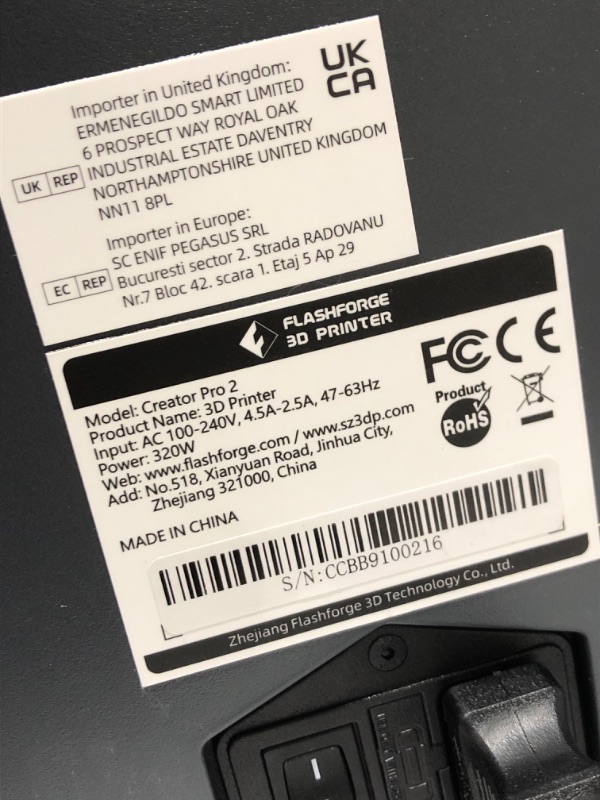 Importer in United Kingdom:
ERMENEGILDO SMART LIMITED
6 PROSPECT WAY ROYAL OAK
INDUSTRIAL ESTATE DAVENTRY
NORTHAMPTONSHIRE UNITED KINGDOM
NN11 8PL
UK REP
UK
CA
Importer in Europe:
SC ENIF PEGASUS SRL
Bucuresti sector 2. Strada RADOVANU
Nr.7 Bloc 42. scara 1. Etaj 5 Ap 29
EC REP
FLASHFORGE
3D PRINTER
Model: Creator Pro 2
Product Name: 3D Printer
Input: AC 100-240V, 4.5A-2.5A, 47-63Hz
Power: 320W
Web: www.flashforge.com / www.sz3dp.com
Add: No.518, Xianyuan Road, Jinhua City,
Zhejiang 321000, China
FC CE
Product
RoHS
MADE IN CHINA
S/N:CCBB9100216
Zhejiang Flashforge 3D Technology Co., Ltd.